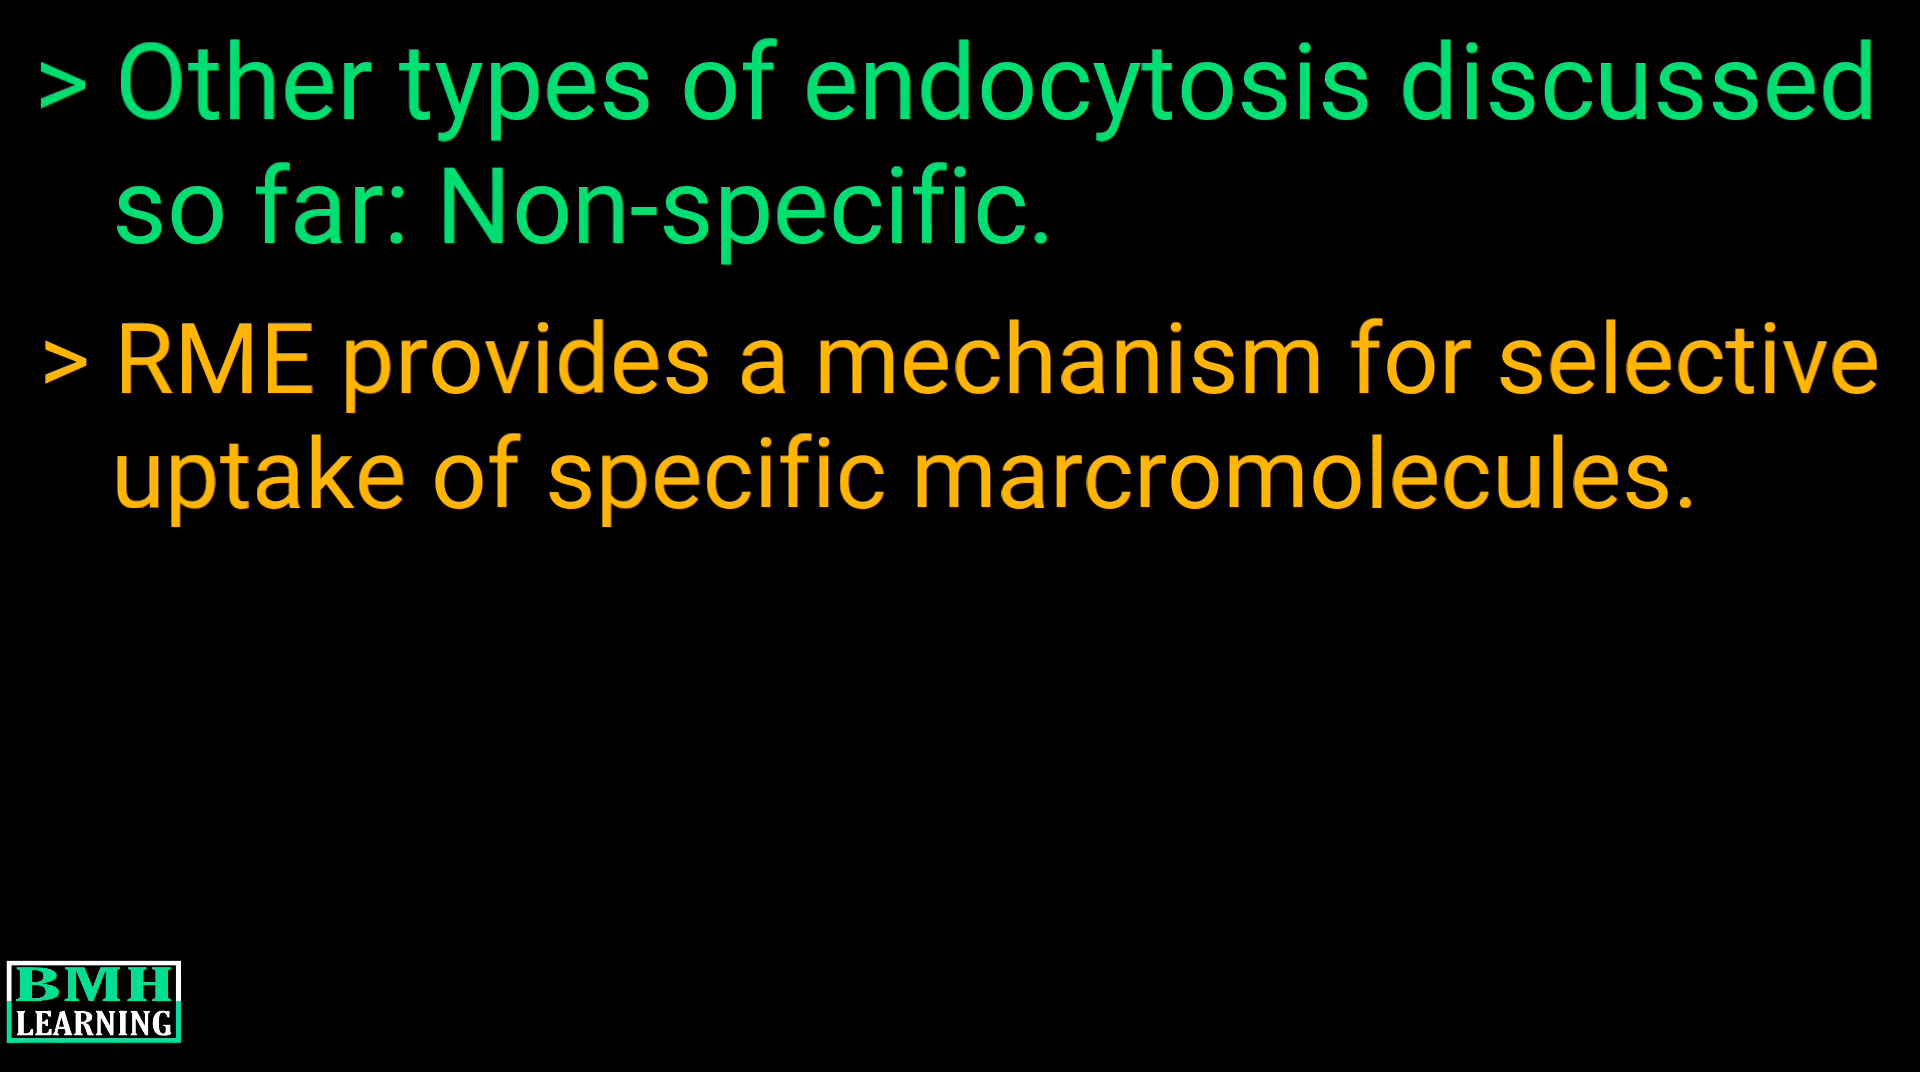 > Other types of endocytosis discussed
so far: Non-specific.
> RME provides a mechanism for selective
uptake of specific marcromolecules.
BMH
LEARNING